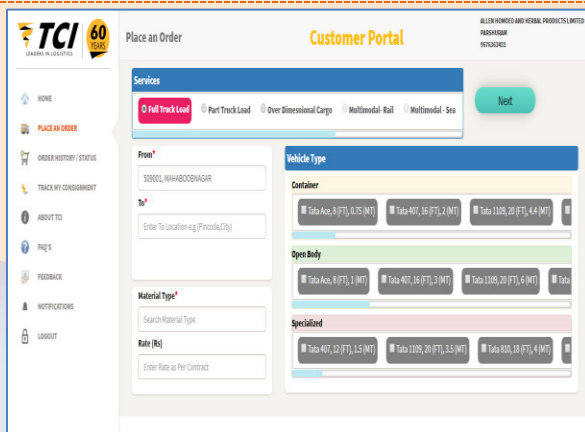 TCI
LEADERS IN LOGISTICS
60
YEARS
Place an Order
Customer Portal
ALLEN HOMOEO AND HERBAL PRODUCTS LIMITED
PARSHURAM
9676363431
HOME
PLACE AN ORDER
ORDER HISTORY / STATUS
TRACK MY CONSIGNMENT
ABOUT TCI
FAQ'S
FEEDBACK
NOTIFICATIONS
LOGOUT
Services
Full Truck Load Part Truck Load Over Dimesnional Cargo Multimodal- Rail Multimodal - Sea
Next
From*
509001, MAHABOOBNAGAR
To*
Enter To Location e.g (Pincode,City)
Material Type*
Search Material Type
Rate (Rs)
Enter Rate as Per Contract
Vehicle Type
Container
Tata Ace, 8 (FT), 0.75 (MT) Tata 407, 16 (FT), 2 (MT) Tata 1109, 20 (FT), 4.4 (MT)
Open Body
Tata Ace, 8 (FT), 1 (MT) Tata 407, 16 (FT), 3 (MT) Tata 1109, 20 (FT), 6 (MT) Tata
Specialized
Tata 407, 12 (FT), 1.5 (MT) Tata 1109, 20 (FT), 3.5 (MT) Tata 810, 18 (FT), 4 (MT)